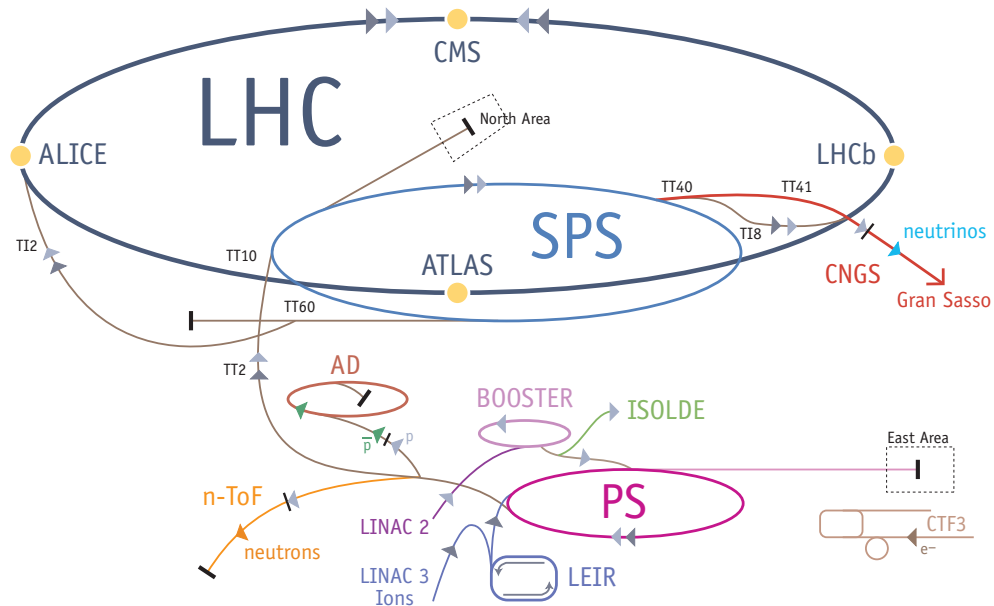 CMS
LHC
North Area
ALICE
LHCb
TT40
TT41
SPS
TI8
neutrinos
TI2
TT10
ATLAS
CNGS
Gran Sasso
TT60
TT2
AD
BOOSTER
ISOLDE
p
p
East Area
n-ToF
PS
LINAC 2
CTF3
neutrons
e−
LINAC 3
Ions
LEIR